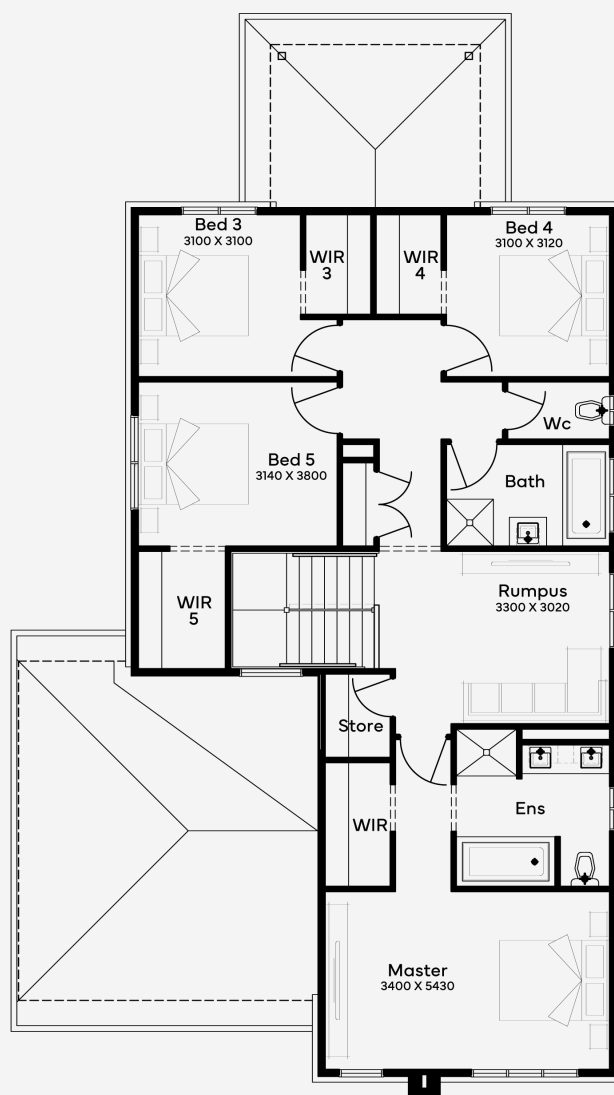 Bed 3
3100 X 3100
WIR
3
WIR
4
Bed 4
3100 X 3120
Wc
Bed 5
3140 X 3800
Bath
WIR
5
Rumpus
3300 X 3020
Store
WIR
Ens
Master
3400 X 5430